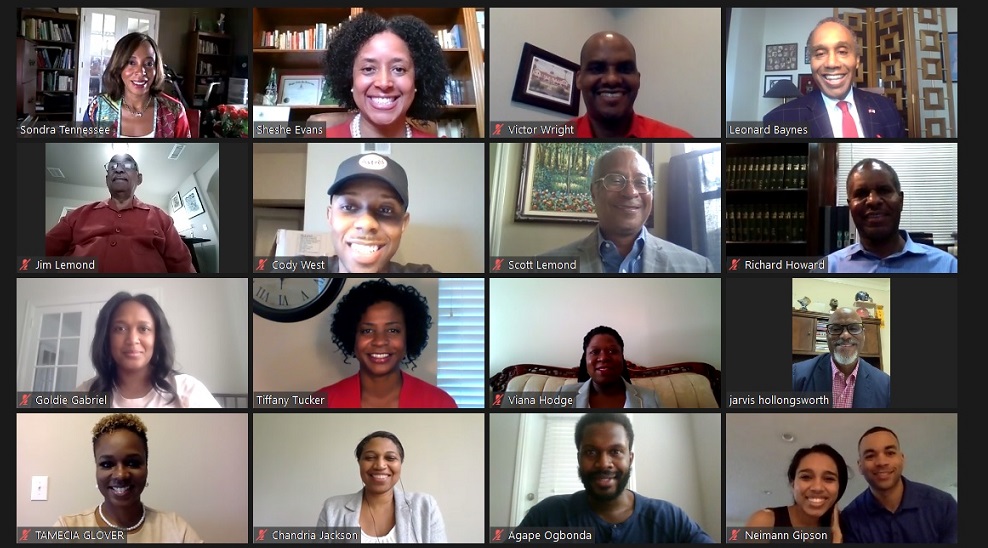 Sondra Tennessee
Sheshe Evans
Victor Wright
Leonard Baynes
Jim Lemond
Cody West
Scott Lemond
Richard Howard
Goldie Gabriel
Tiffany Tucker
Viana Hodge
jarvis hollongsworth
TAMECIA GLOVER
Chandria Jackson
Agape Ogbonda
Neimann Gipson